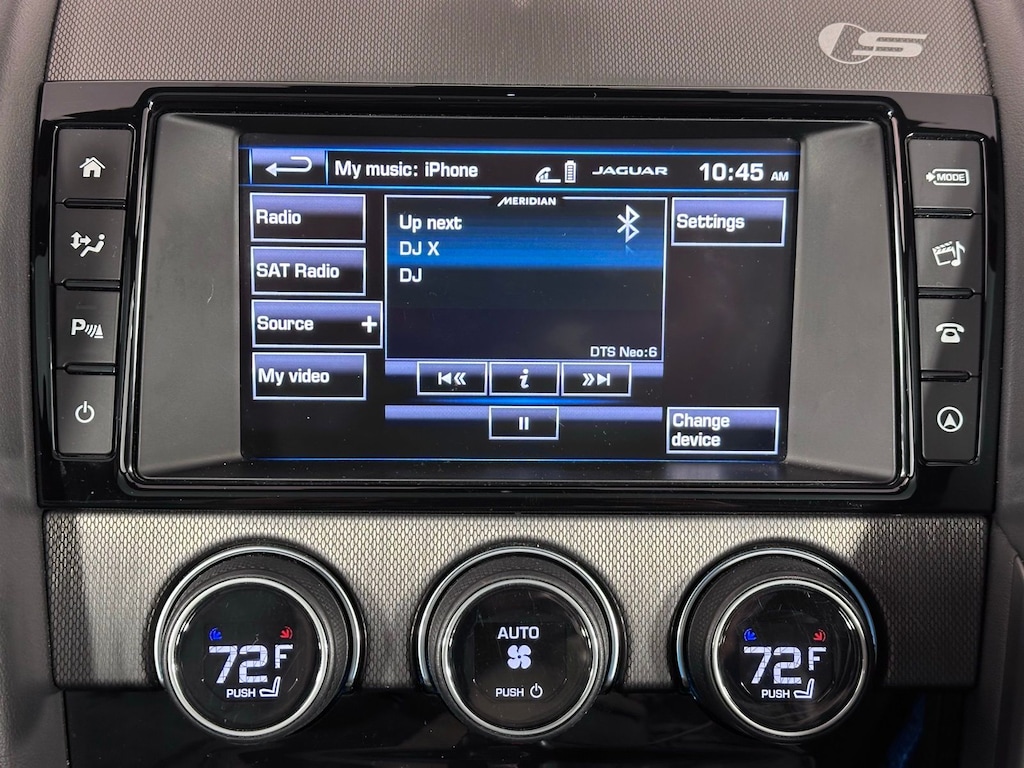 S
My music: iPhone
JAGUAR
10:45 AM
MODE
MERIDIAN
Radio
Up next
Settings
DJ X
SAT Radio
DJ
Source +
P
DTS Neo:6
My video
i
Change
device
AUTO
72F
PUSH
PUSH
72F
PUSH